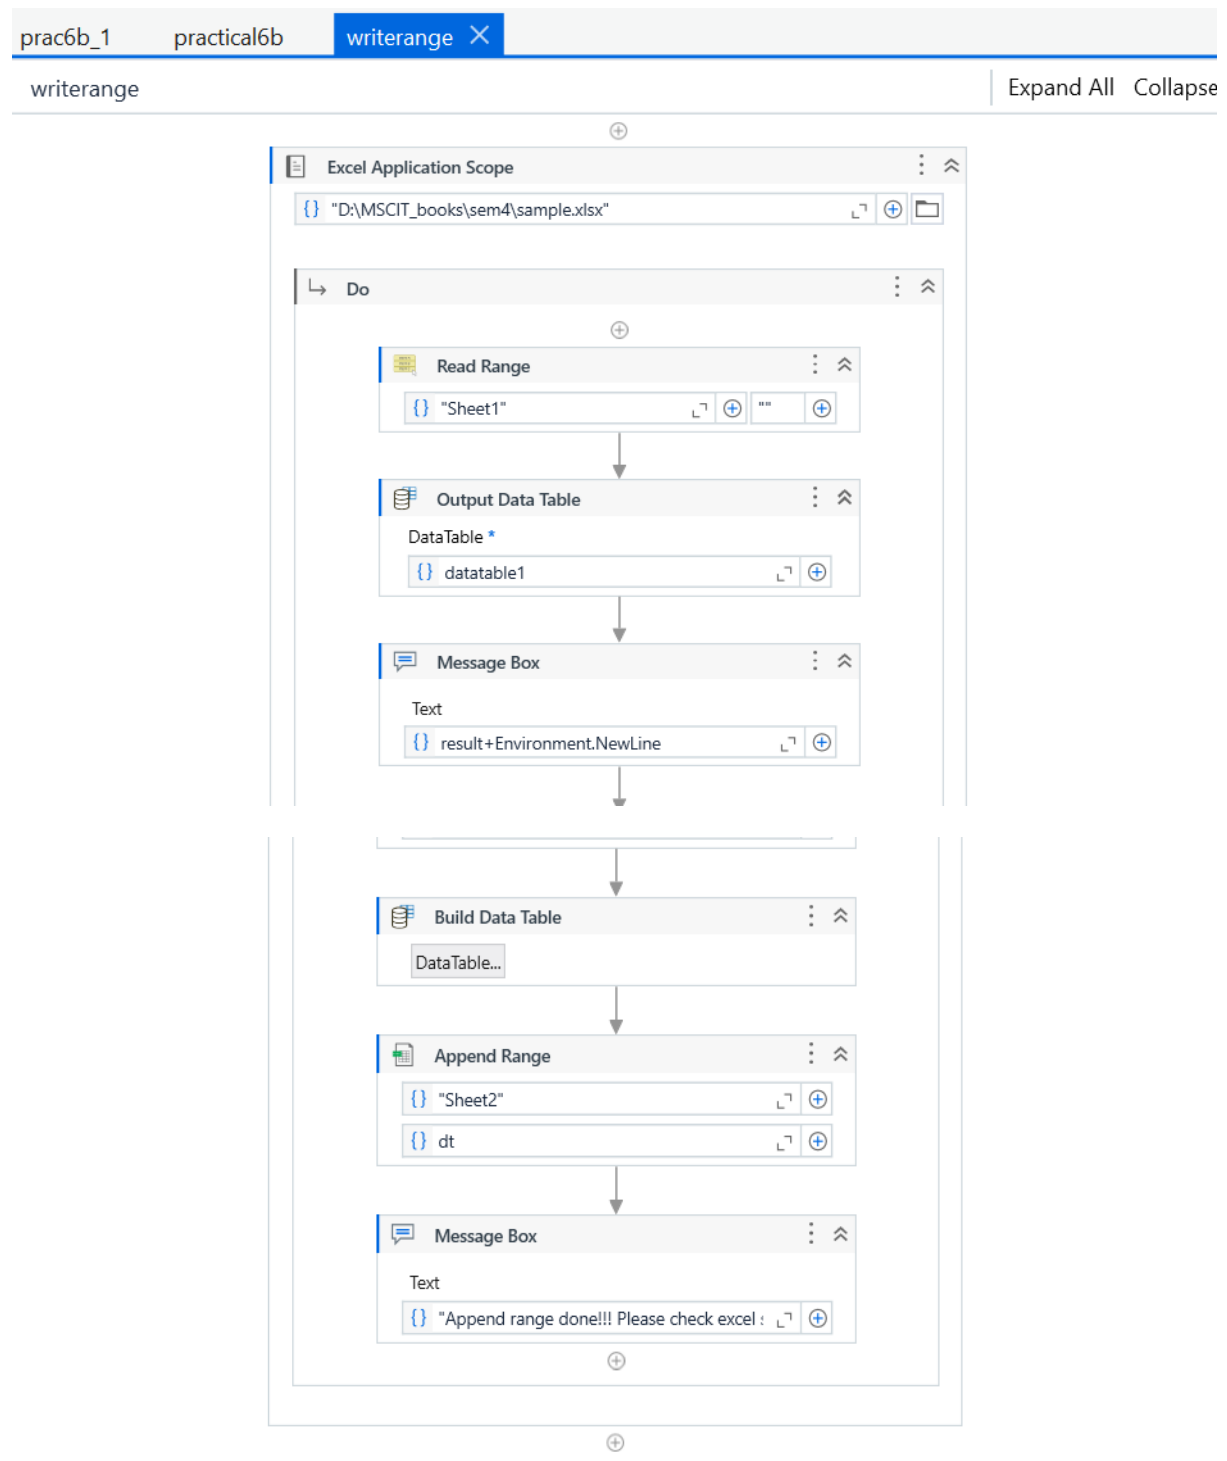 prac6b_1 practical6b writerange
writerange Expand All Collapse
Excel Application Scope
{} "D:\MSCIT_books\sem4\sample.xlsx"
Do
Read Range
{} "Sheet1" ""
Output Data Table
DataTable *
{} datatable1
Message Box
Text
{} result+Environment.NewLine
Build Data Table
DataTable...
Append Range
{} "Sheet2"
{} dt
Message Box
Text
{} "Append range done!!! Please check excel